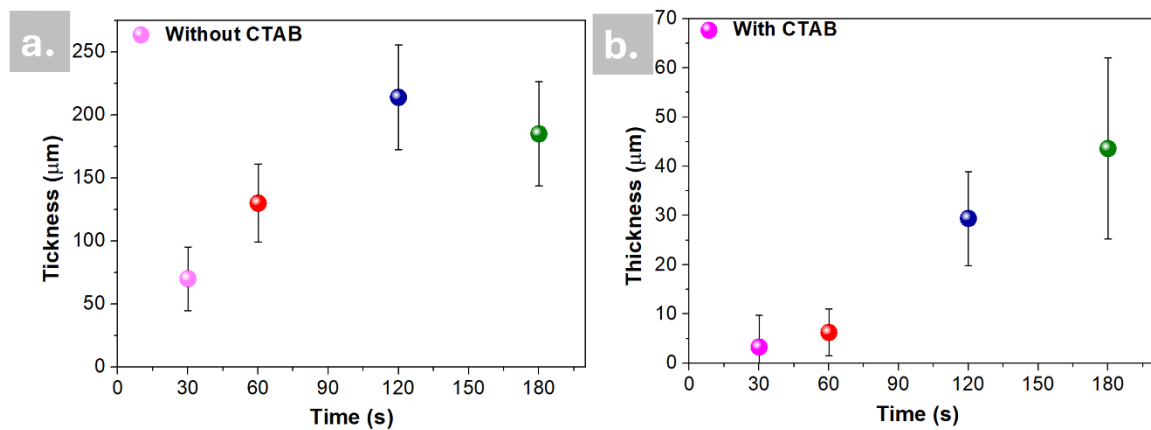 a.
Without CTAB
250
200
150
100
50
0
Tickness (μm)
0 30 60 90 120 150 180
Time (s)
b.
With CTAB
70
60
50
40
30
20
10
0
Thickness (μm)
0 30 60 90 120 150 180
Time (s)